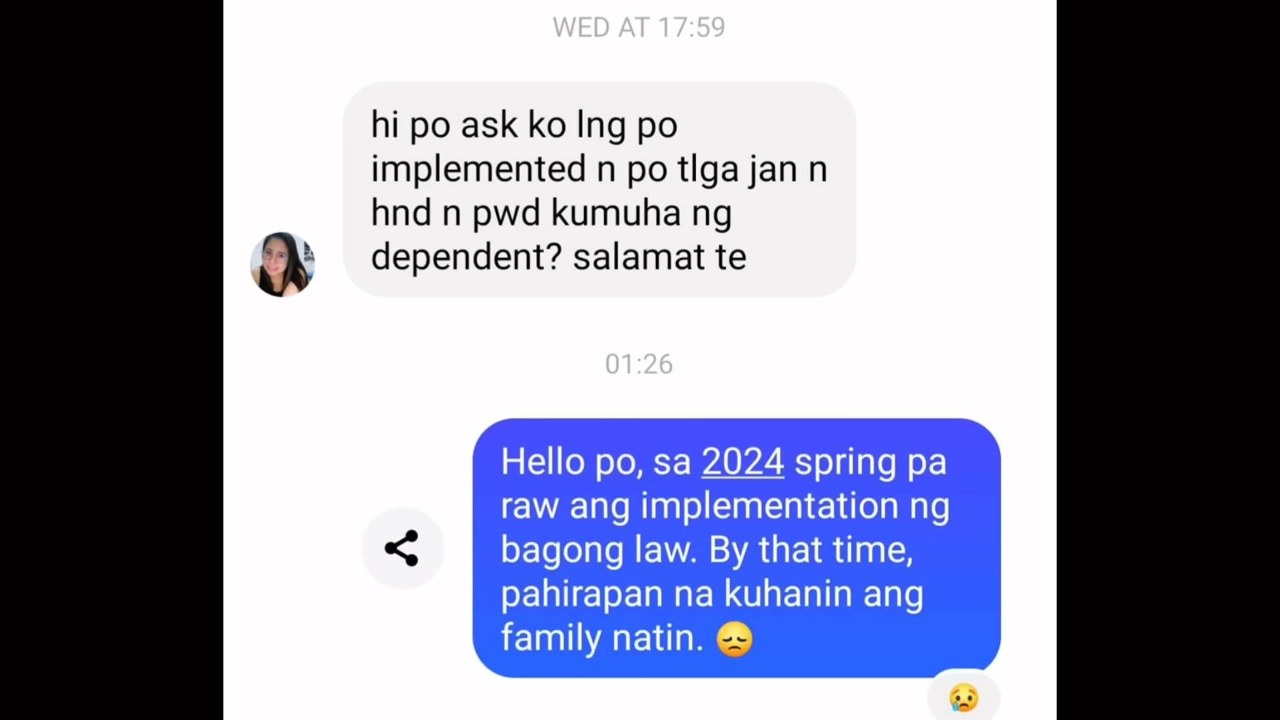 WED AT 17:59
hi po ask ko lng po
implemented n po tlga jan n
hnd n pwd kumuha ng
dependent? salamat te
01:26
Hello po, sa 2024 spring pa
raw ang implementation ng
bagong law. By that time,
pahirapan na kuhanin ang
family natin. 😞